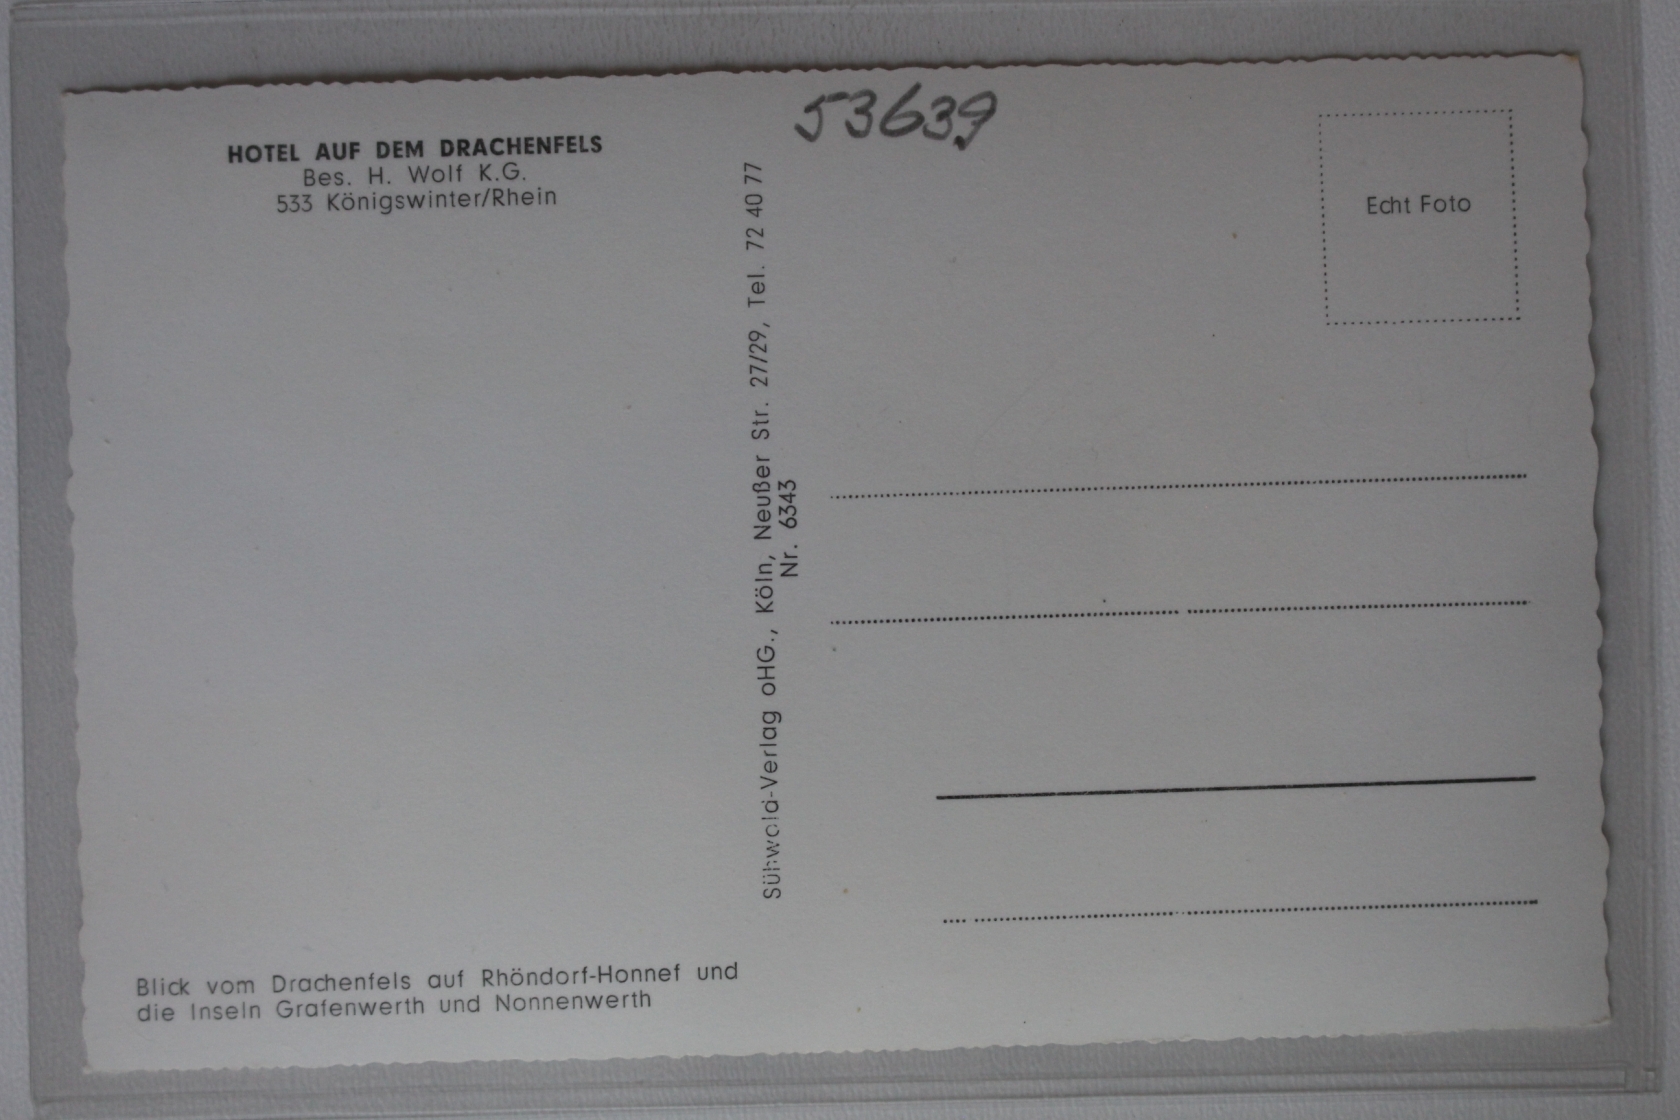 HOTEL AUF DEM DRACHENFELS
Bes. H. Wolf K.G.
533 Königswinter/Rhein
Blick vom Drachenfels auf Rhöndorf-Honnef und
die Inseln Grafenwerth und Nonnenwerth
Sühwold-Verlag oHG., Köln, Neußer Str. 27/29, Tel. 72 40 77
Nr. 6343
53639
Echt Foto